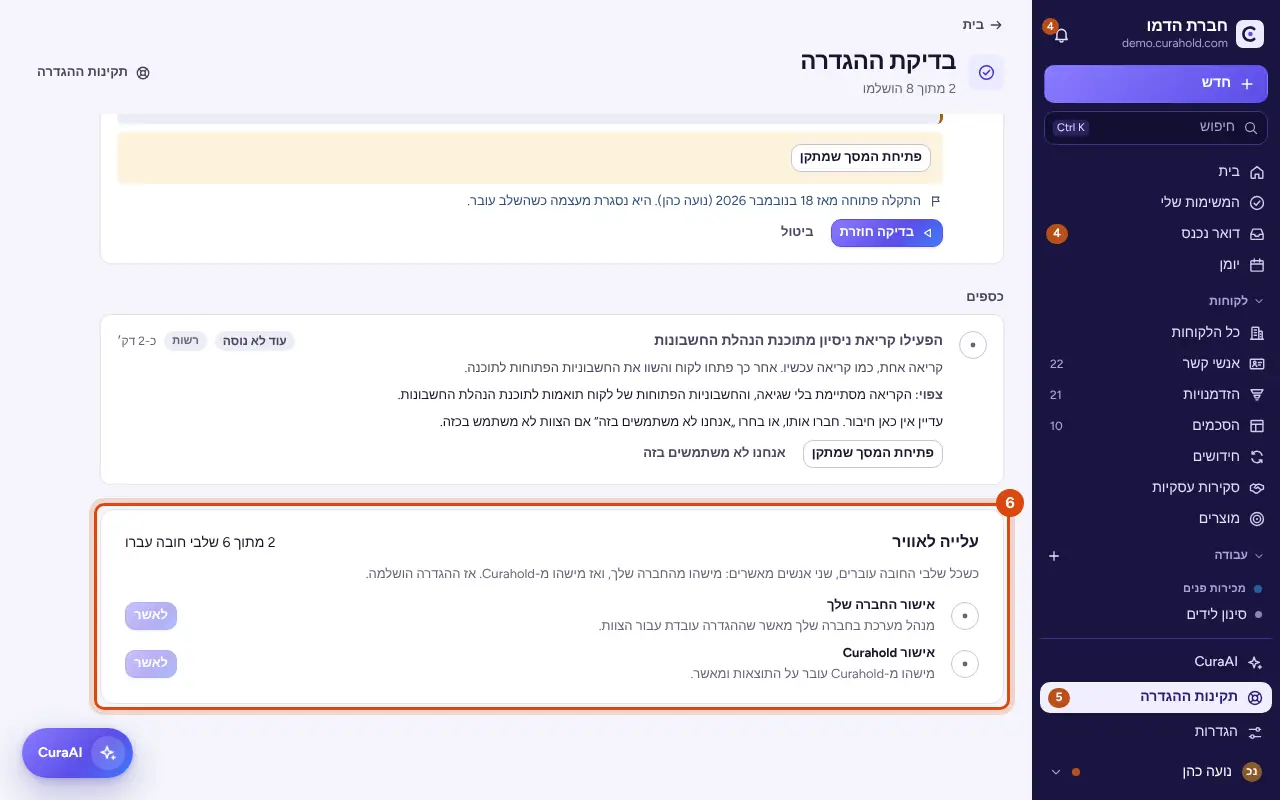 חברת הדמו
demo.curahold.com
4
חדש
חיפוש
Ctrl K
בית
המשימות שלי
דואר נכנס
4
יומן
לקוחות
כל הלקוחות
אנשי קשר
22
הזדמנויות
21
הסכמים
10
חידושים
סקירות עסקיות
מוצרים
עבודה
מכירות פנים
סינון לידים
CuraAI
תקינות ההגדרה
5
הגדרות
נכ
נועה כהן
בית
בדיקת ההגדרה
2 מתוך 8 הושלמו
תקינות ההגדרה
פתיחת המסך שמתקן
התקלה פתוחה מאז 18 בנובמבר 2026 (נועה כהן). היא נסגרת מעצמה כשהשלב עובר.
בדיקה חוזרת
ביטול
כספים
הפעילו קריאת ניסיון מתוכנת הנהלת החשבונות
עוד לא נוסה
רשות
כ-2 דק׳
קריאה אחת, כמו קריאה עכשיו. אחר כך פתחו לקוח והשוו את החשבוניות הפתוחות לתוכנה.
צפוי: הקריאה מסתיימת בלי שגיאה, והחשבוניות הפתוחות של לקוח תואמות לתוכנת הנהלת החשבונות.
עדיין אין כאן חיבור. חברו אותו, או בחרו „אנחנו לא משתמשים בזה” אם הצוות לא משתמש בכזה.
פתיחת המסך שמתקן
אנחנו לא משתמשים בזה
6
עלייה לאוויר
2 מתוך 6 שלבי חובה עברו
כשכל שלבי החובה עוברים, שני אנשים מאשרים: מישהו מהחברה שלך, ואז מישהו מ-Curahold. אז ההגדרה הושלמה.
אישור החברה שלך
מנהל מערכת בחברה שלך מאשר שההגדרה עובדת עבור הצוות.
לאשר
אישור Curahold
מישהו מ-Curahold עובר על התוצאות ומאשר.
לאשר
CuraAI